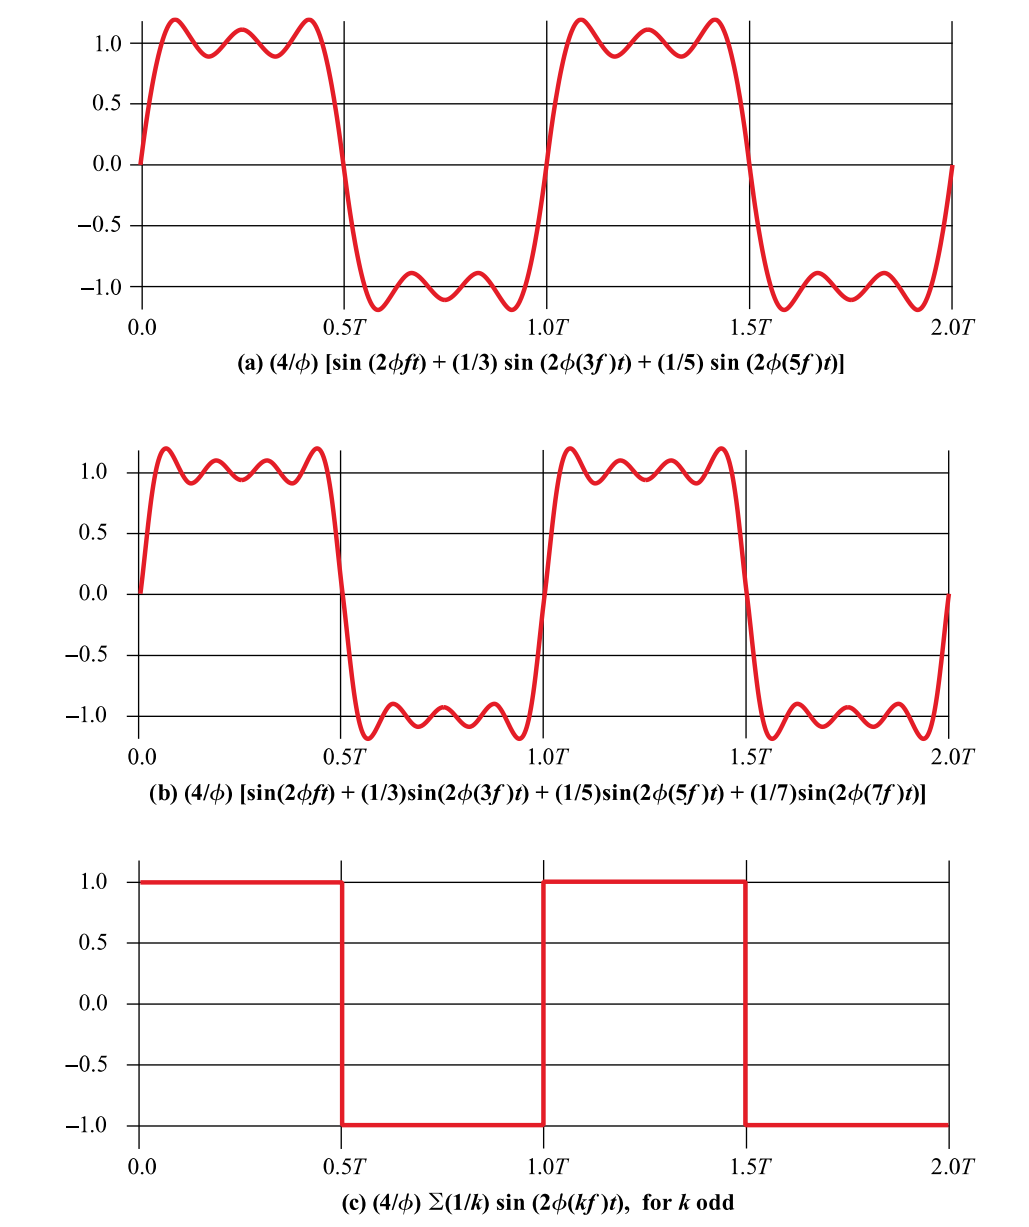 1.0
0.5
0.0
–0.5
–1.0
0.0 0.5T 1.0T 1.5T 2.0T
(a) (4/ϕ) [sin (2ϕft) + (1/3) sin (2ϕ(3f)t) + (1/5) sin (2ϕ(5f)t)]
1.0
0.5
0.0
–0.5
–1.0
0.0 0.5T 1.0T 1.5T 2.0T
(b) (4/ϕ) [sin(2ϕft) + (1/3)sin(2ϕ(3f)t) + (1/5)sin(2ϕ(5f)t) + (1/7)sin(2ϕ(7f)t)]
1.0
0.5
0.0
–0.5
–1.0
0.0 0.5T 1.0T 1.5T 2.0T
(c) (4/ϕ) Σ(1/k) sin (2ϕ(kf)t), for k odd